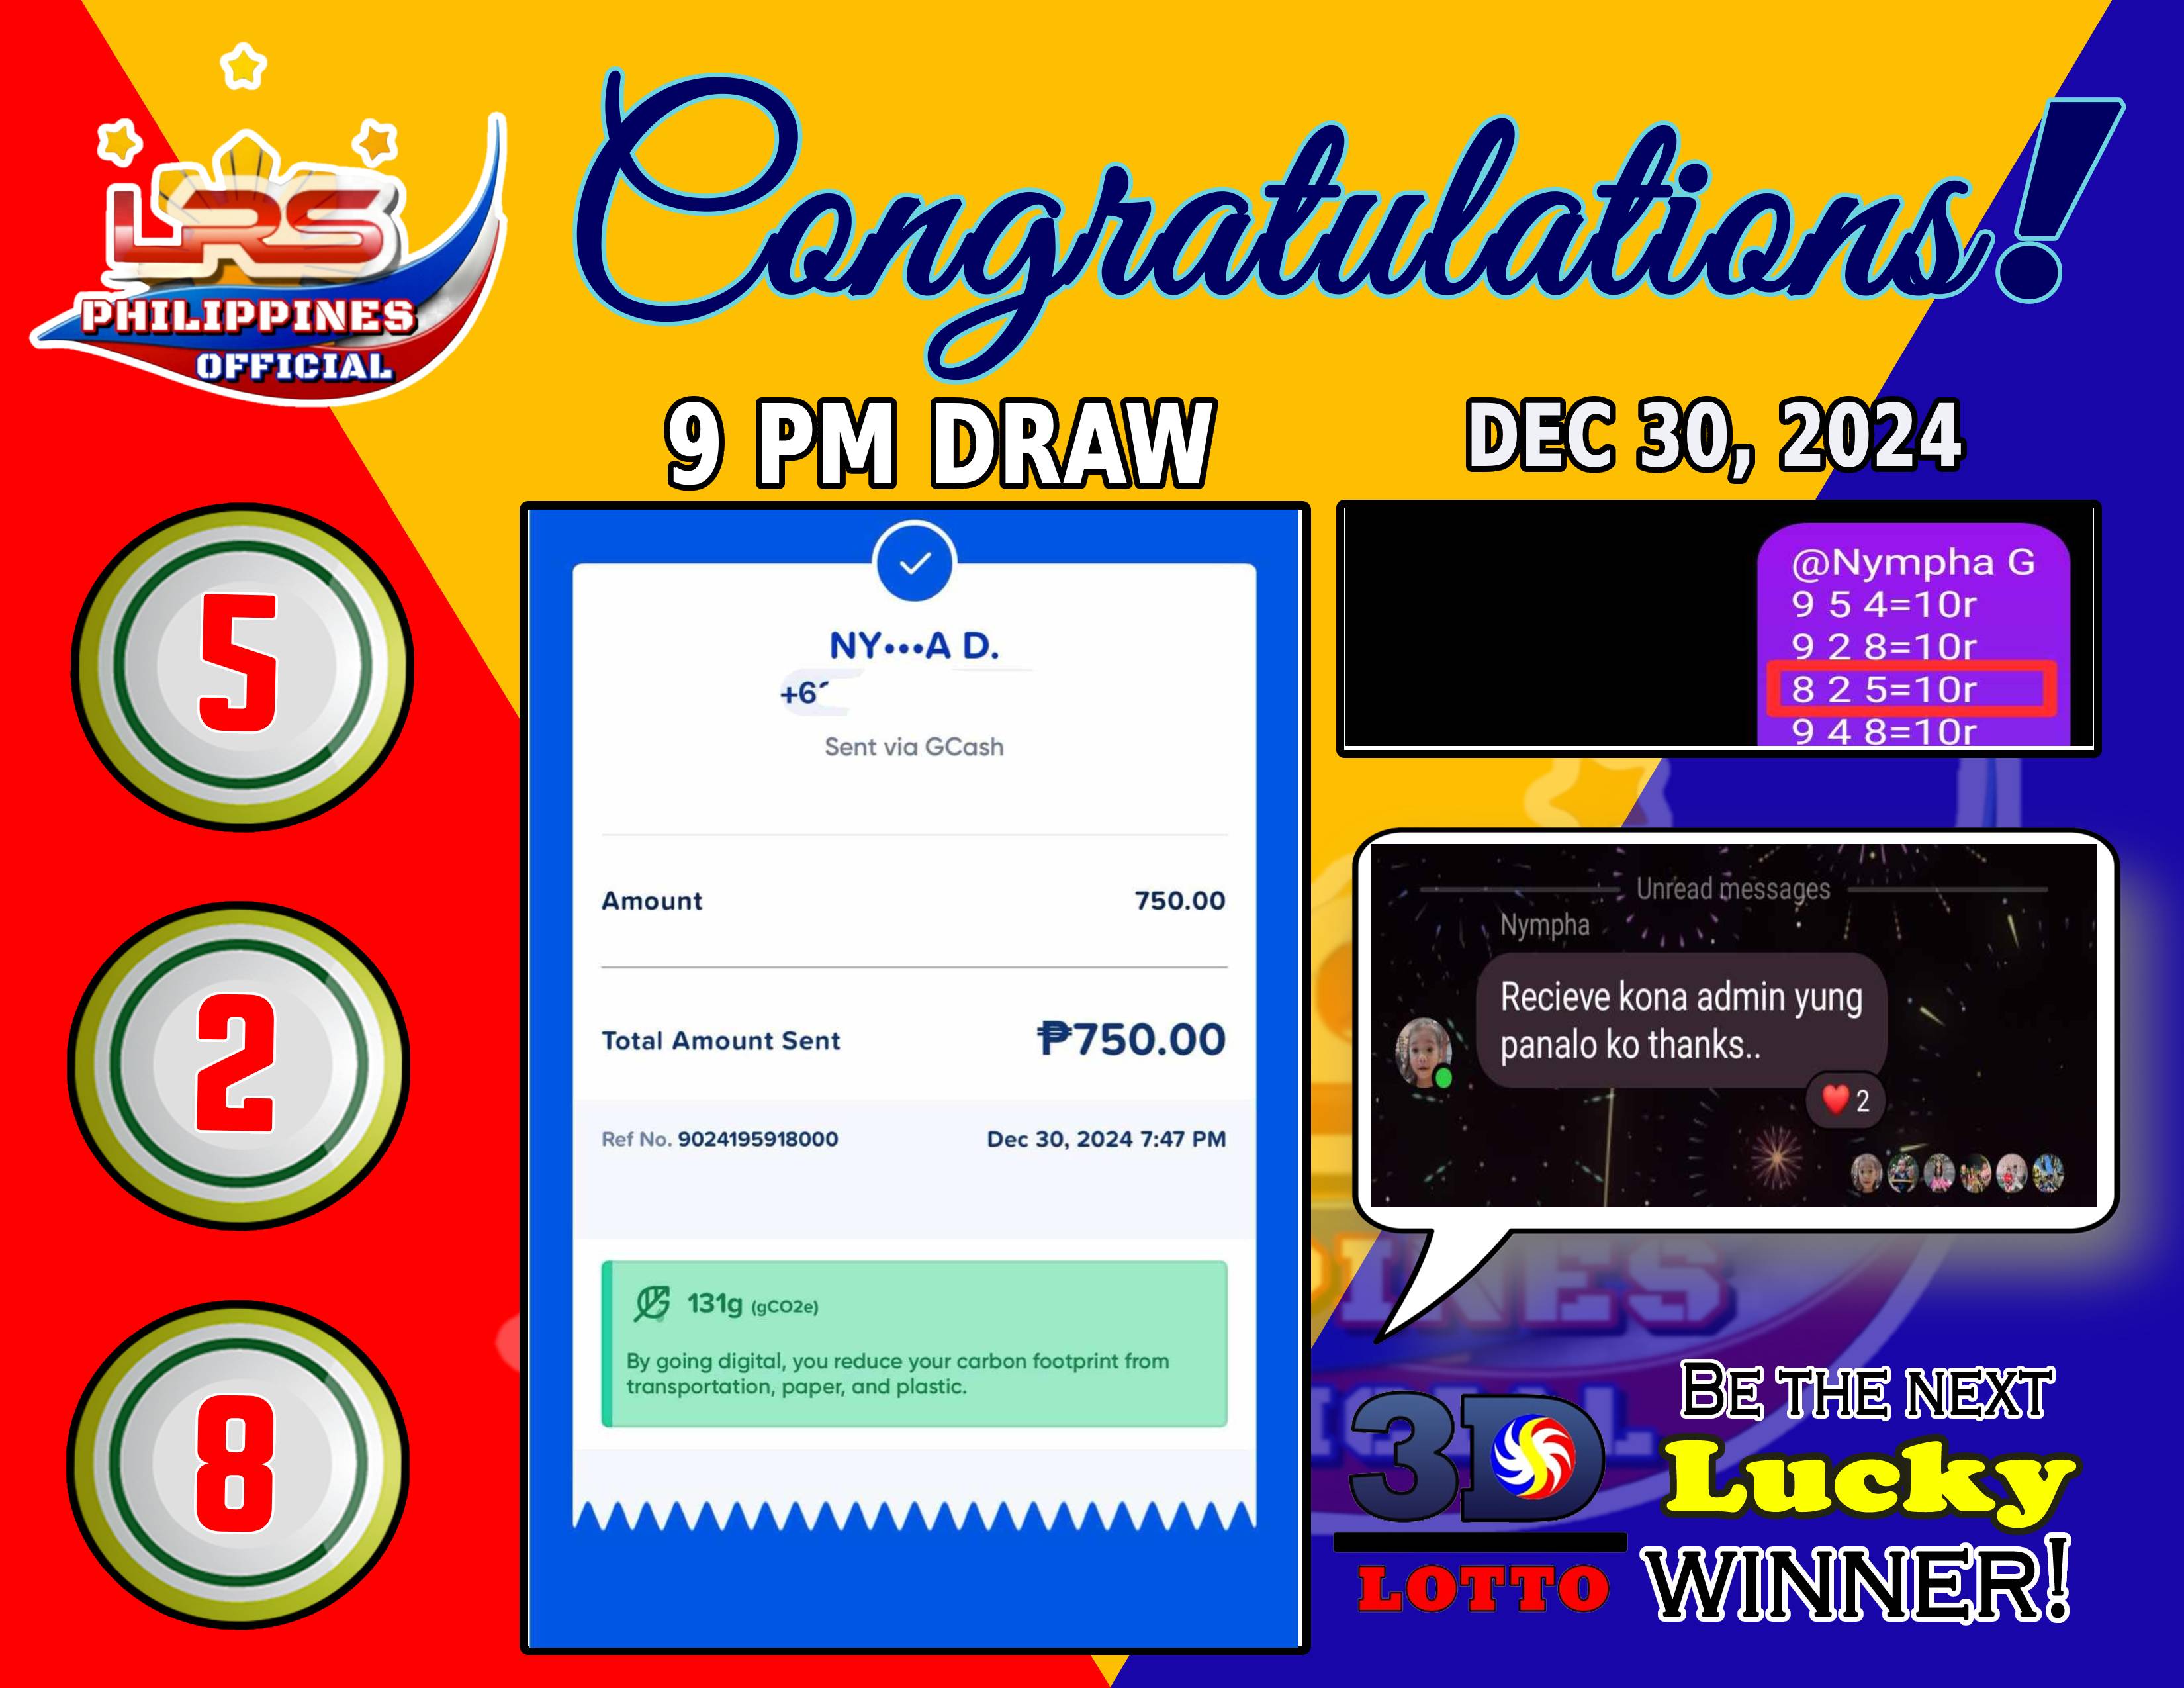 LRS
PHILIPPINES
OFFICIAL
Congratulations!
9 PM DRAW
DEC 30, 2024
5
2
8
NY•••A D.
+6
Sent via GCash
Amount 750.00
Total Amount Sent ₱750.00
Ref No. 9024195918000 Dec 30, 2024 7:47 PM
131g (gCO2e)
By going digital, you reduce your carbon footprint from
transportation, paper, and plastic.
@Nympha G
9 5 4=10r
9 2 8=10r
8 2 5=10r
9 4 8=10r
Unread messages
Nympha
Recieve kona admin yung
panalo ko thanks..
❤️ 2
3D
LOTTO
BE THE NEXT
Lucky
WINNER!